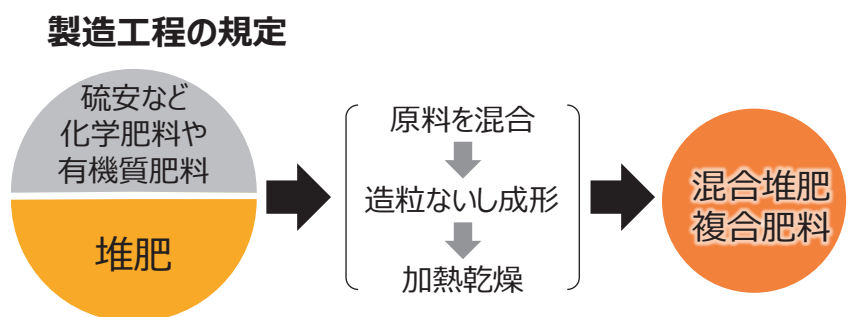 製造工程の規定
硫安など
化学肥料や
有機質肥料
堆肥
原料を混合
造粒ないし成形
加熱乾燥
混合堆肥
複合肥料